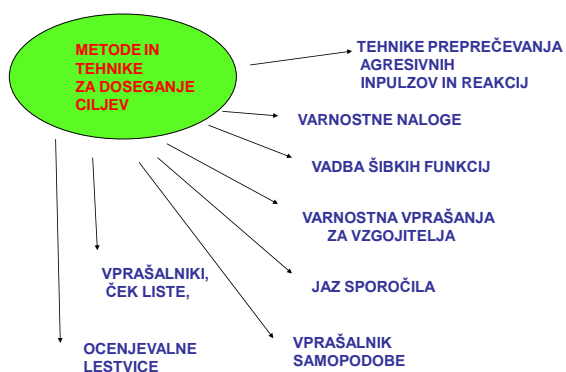 METODE IN
TEHNIKE
ZA DOSEGANJE
CILJEV
TEHNIKE PREPREČEVANJA
AGRESIVNIH
INPULZOV IN REAKCIJ
VARNOSTNE NALOGE
VADBA ŠIBKIH FUNKCIJ
VARNOSTNA VPRAŠANJA
ZA VZGOJITELJA
JAZ SPOROČILA
VPRAŠALNIK
SAMOPODOBE
VPRAŠALNIKI,
ČEK LISTE,
OCENJEVALNE
LESTVICE